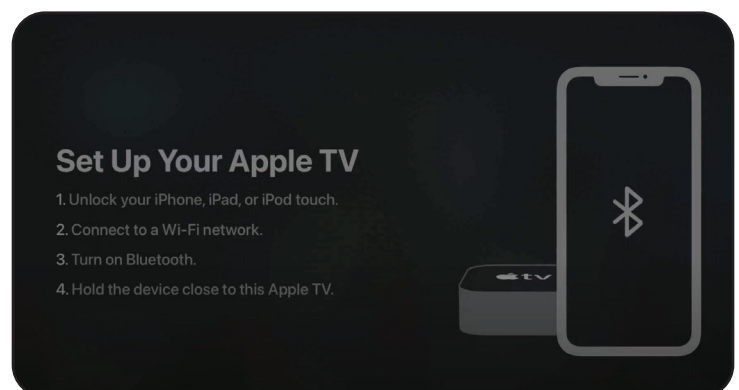 Set Up Your Apple TV
1. Unlock your iPhone, iPad, or iPod touch.
2. Connect to a Wi-Fi network.
3. Turn on Bluetooth.
4. Hold the device close to this Apple TV.
tv